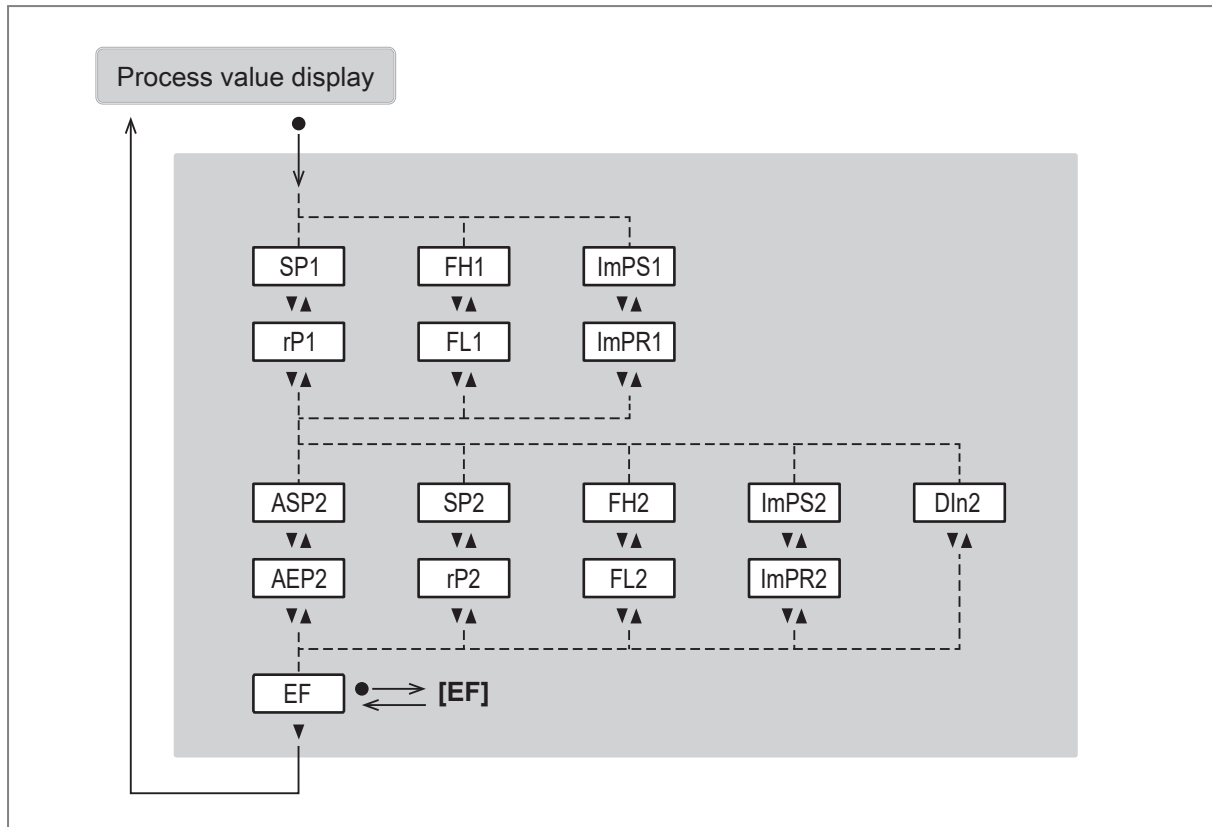 Process value display
SP1 FH1 ImPS1
rP1 FL1 ImPR1
ASP2 SP2 FH2 ImPS2 DIn2
AEP2 rP2 FL2 ImPR2
EF [EF]